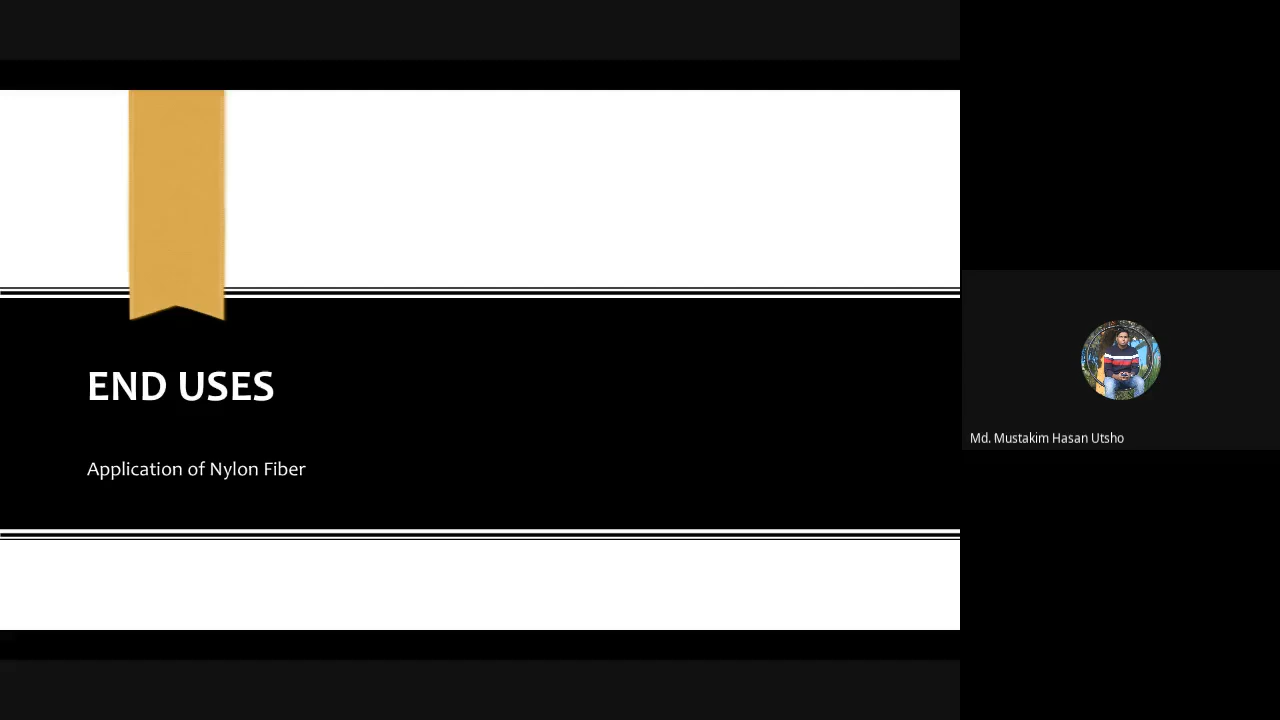 END USES
Application of Nylon Fiber
Md. Mustakim Hasan Utsho